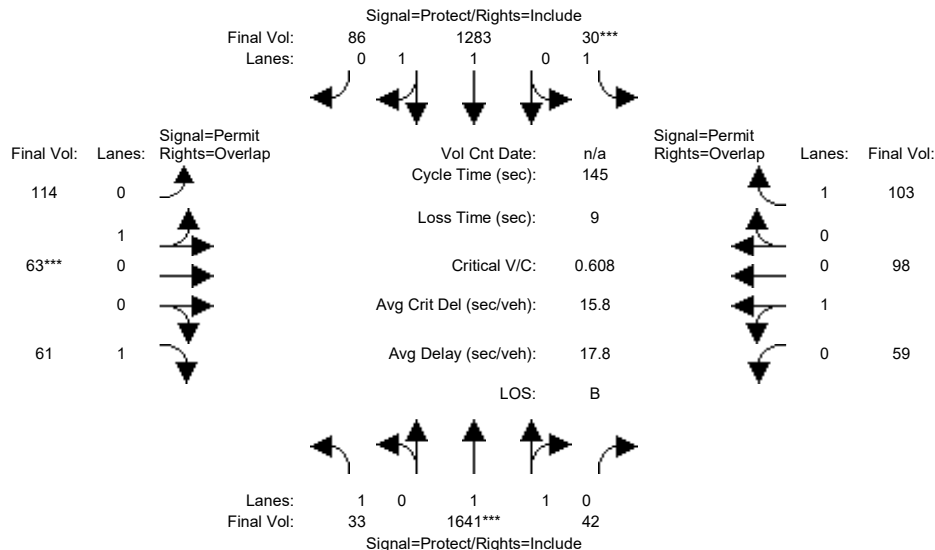 Signal=Protect/Rights=Include
Final Vol: 86 1283 30***
Lanes: 0 1 1 0 1
Signal=Permit Signal=Permit
Final Vol: Lanes: Rights=Overlap Vol Cnt Date: n/a Rights=Overlap Lanes: Final Vol:
Cycle Time (sec): 145
114 0 1 103
Loss Time (sec): 9
1 0
63*** 0 Critical V/C: 0.608 0 98
0 Avg Crit Del (sec/veh): 15.8 1
61 1 Avg Delay (sec/veh): 17.8 0 59
LOS: B
Lanes: 1 0 1 1 0
Final Vol: 33 1641*** 42
Signal=Protect/Rights=Include